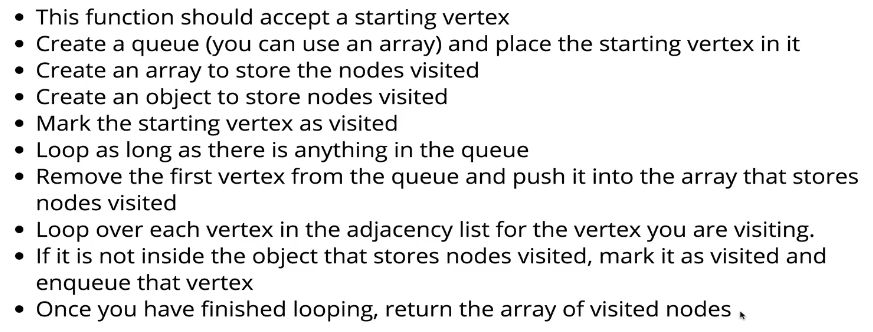 • This function should accept a starting vertex
• Create a queue (you can use an array) and place the starting vertex in it
• Create an array to store the nodes visited
• Create an object to store nodes visited
• Mark the starting vertex as visited
• Loop as long as there is anything in the queue
• Remove the first vertex from the queue and push it into the array that stores
nodes visited
• Loop over each vertex in the adjacency list for the vertex you are visiting.
• If it is not inside the object that stores nodes visited, mark it as visited and
enqueue that vertex
• Once you have finished looping, return the array of visited nodes